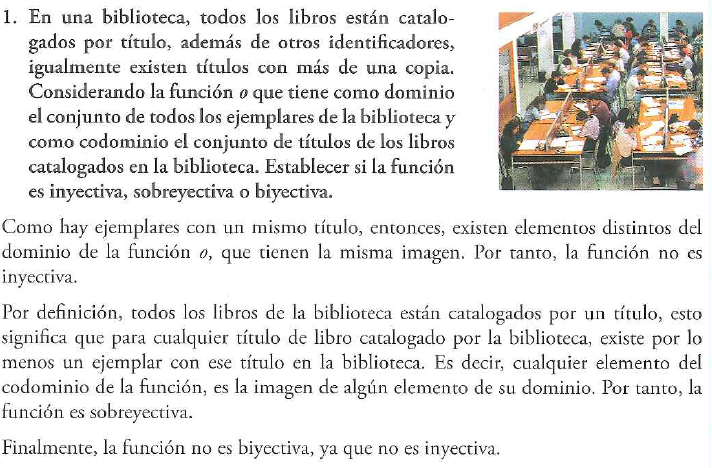 1. En una biblioteca, todos los libros están catalo-
gados por título, además de otros identificadores,
igualmente existen títulos con más de una copia.
Considerando la función o que tiene como dominio
el conjunto de todos los ejemplares de la biblioteca y
como codominio el conjunto de títulos de los libros
catalogados en la biblioteca. Establecer si la función
es inyectiva, sobreyectiva o biyectiva.
Como hay ejemplares con un mismo título, entonces, existen elementos distintos del
dominio de la función o, que tienen la misma imagen. Por tanto, la función no es
inyectiva.
Por definición, todos los libros de la biblioteca están catalogados por un título, esto
significa que para cualquier título de libro catalogado por la biblioteca, existe por lo
menos un ejemplar con ese título en la biblioteca. Es decir, cualquier elemento del
codominio de la función, es la imagen de algún elemento de su dominio. Por tanto, la
función es sobreyectiva.
Finalmente, la función no es biyectiva, ya que no es inyectiva.